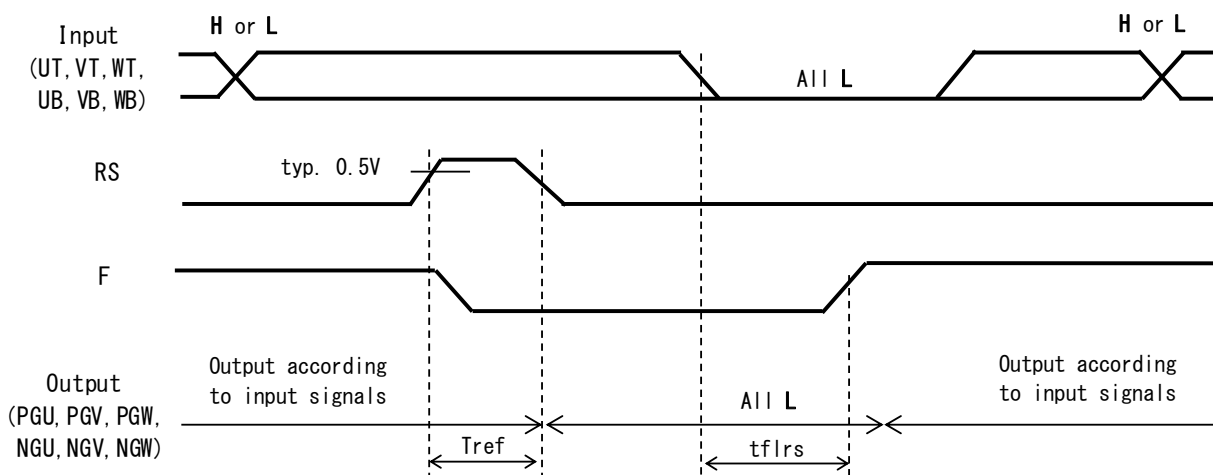 H or L
H or L
Input
(UT, VT, WT,
UB, VB, WB)
All L
RS
typ. 0.5V
F
Output
(PGU, PGV, PGW,
NGU, NGV, NGW)
Output according
to input signals
All L
Output according
to input signals
Tref
tflrs